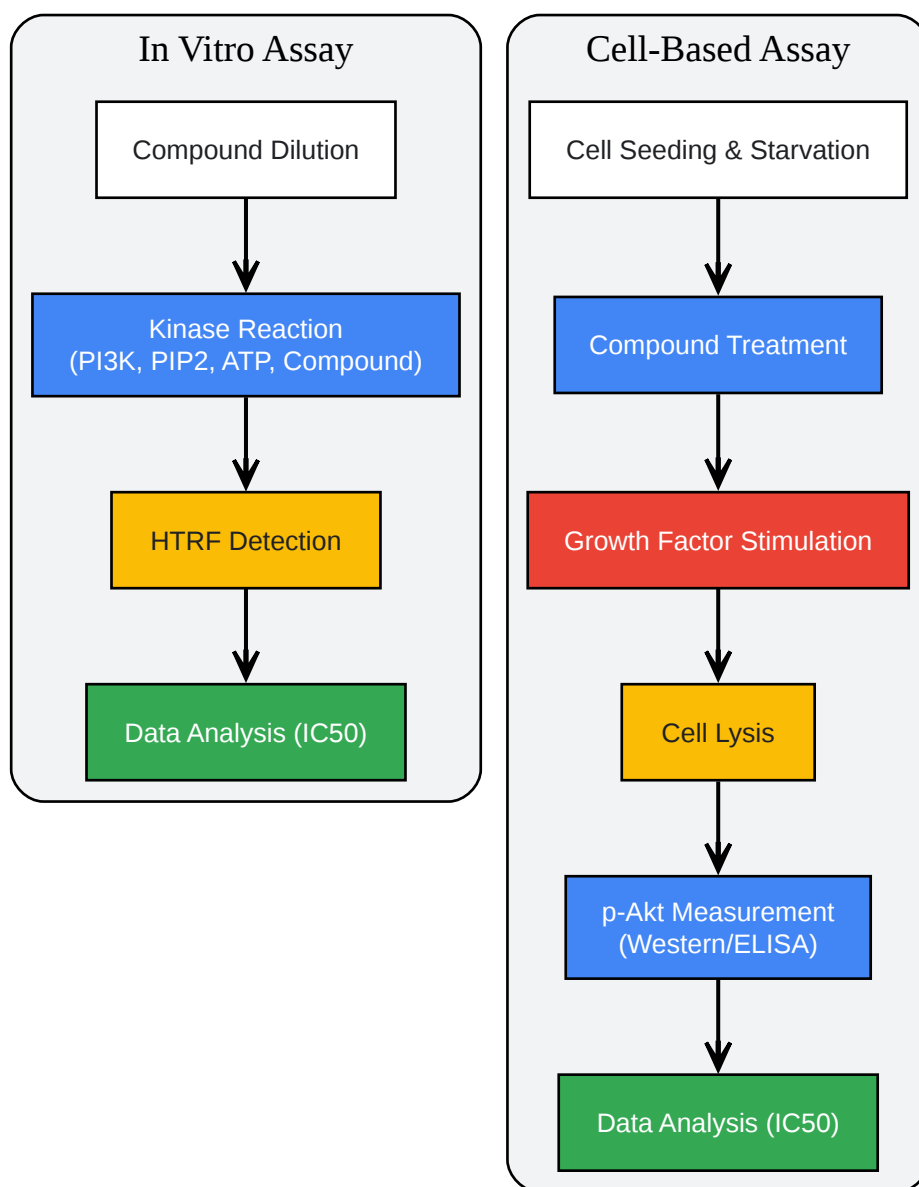 In Vitro Assay
Compound Dilution
Kinase Reaction
(PI3K, PIP2, ATP, Compound)
HTRF Detection
Data Analysis (IC50)
Cell-Based Assay
Cell Seeding & Starvation
Compound Treatment
Growth Factor Stimulation
Cell Lysis
p-Akt Measurement
(Western/ELISA)
Data Analysis (IC50)